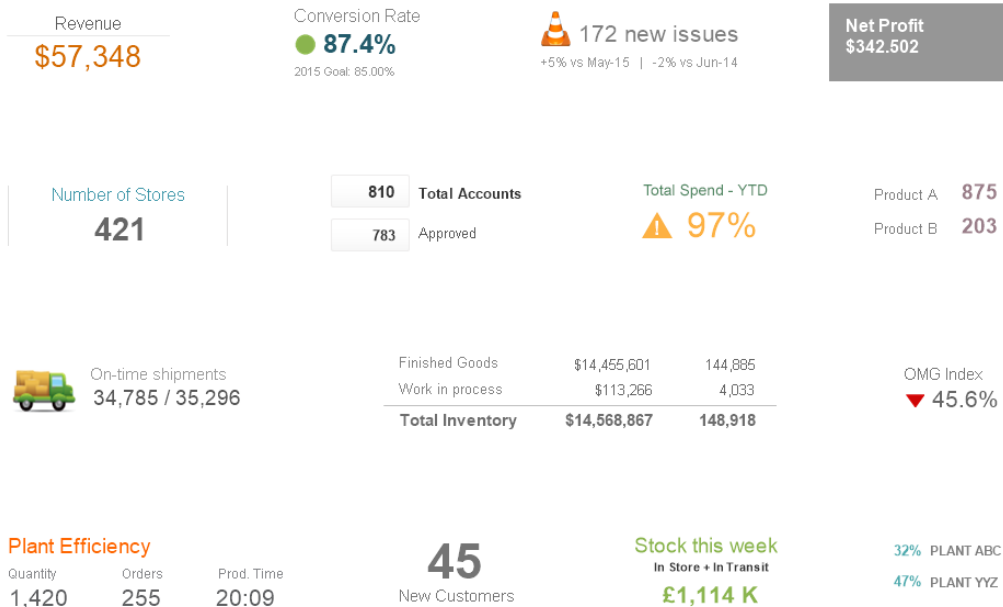 Revenue
$57,348
Conversion Rate
87.4%
2015 Goal: 85.00%
172 new issues
+5% vs May-15 | -2% vs Jun-14
Net Profit
$342.502
Number of Stores
421
810 Total Accounts
783 Approved
Total Spend - YTD
97%
Product A 875
Product B 203
On-time shipments
34,785 / 35,296
Finished Goods $14,455,601 144,885
Work in process $113,266 4,033
Total Inventory $14,568,867 148,918
OMG Index
45.6%
Plant Efficiency
Quantity Orders Prod. Time
1,420 255 20:09
45
New Customers
Stock this week
In Store + In Transit
£1,114 K
32% PLANT ABC
47% PLANT YYZ